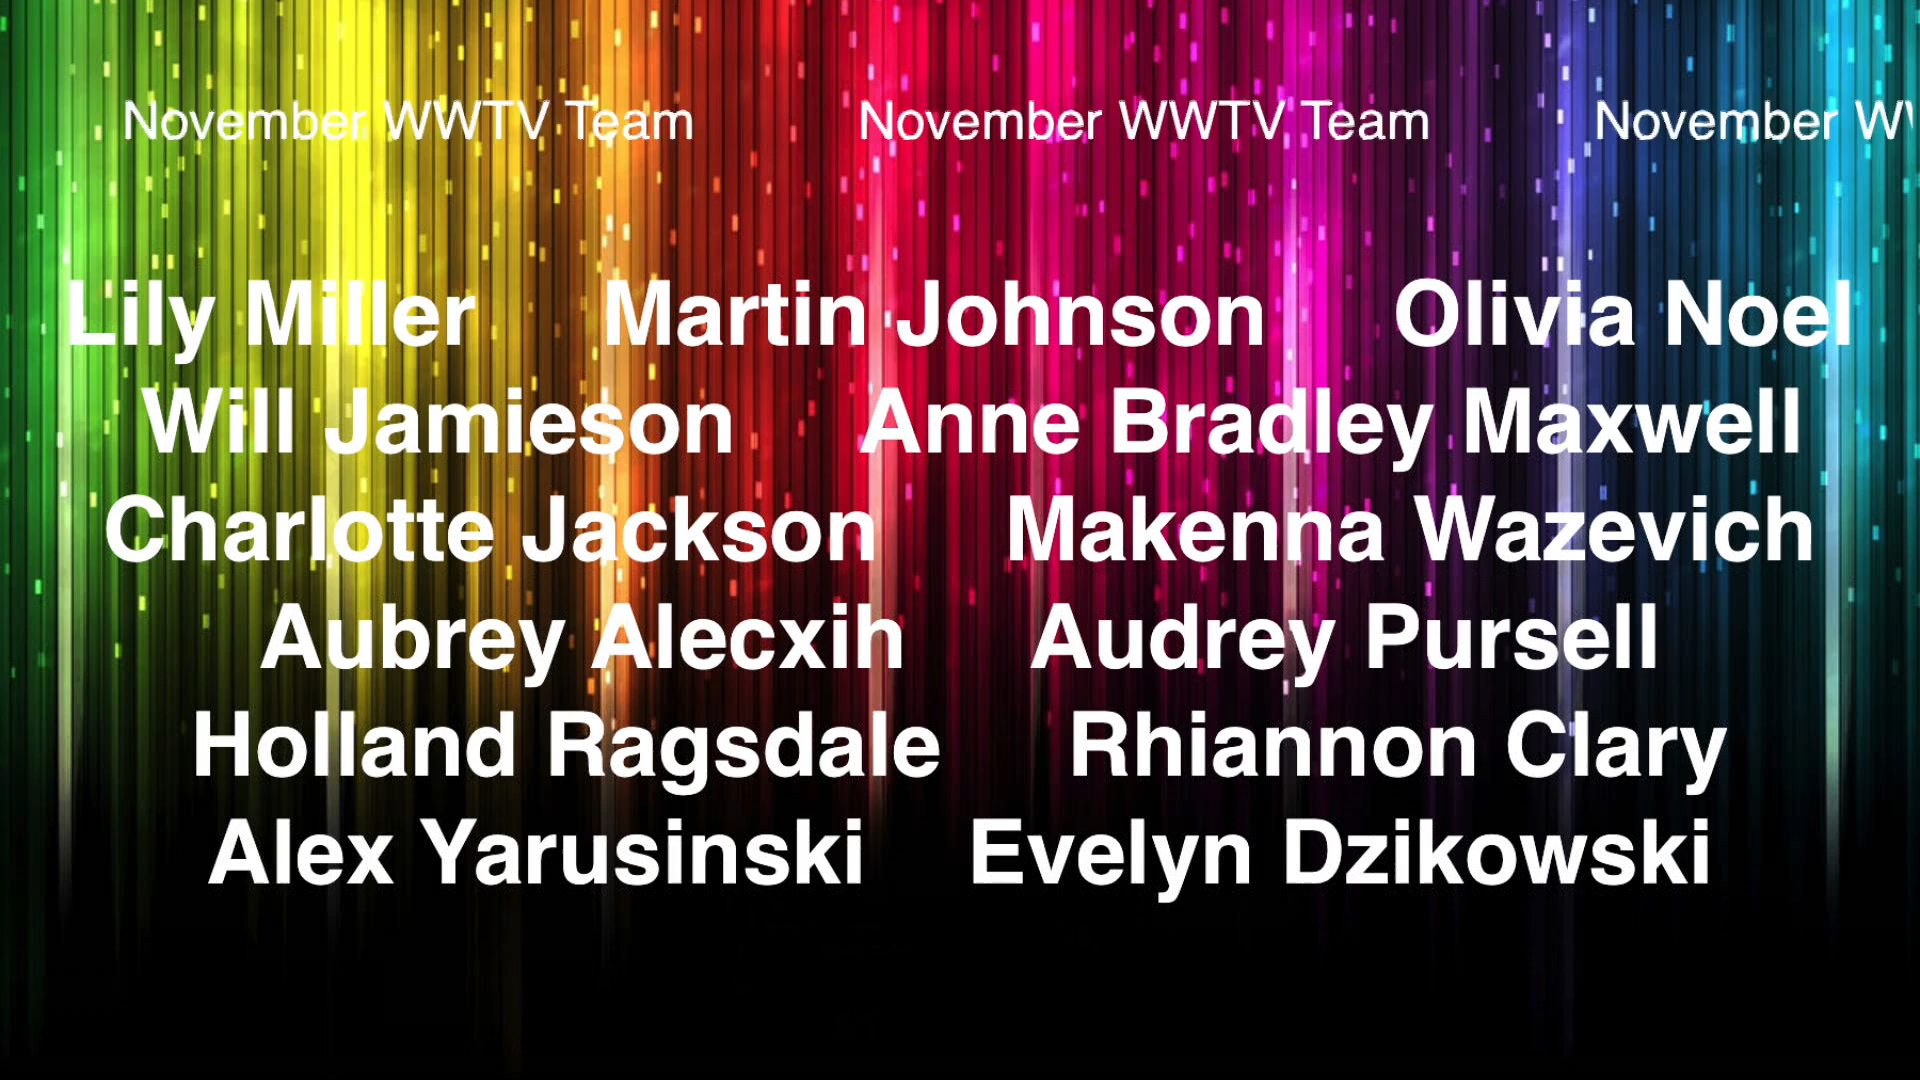 November WWTV Team November WWTV Team November W
Lily Miller Martin Johnson Olivia Noel
Will Jamieson Anne Bradley Maxwell
Charlotte Jackson Makenna Wazevich
Aubrey Alecxih Audrey Pursell
Holland Ragsdale Rhiannon Clary
Alex Yarusinski Evelyn Dzikowski